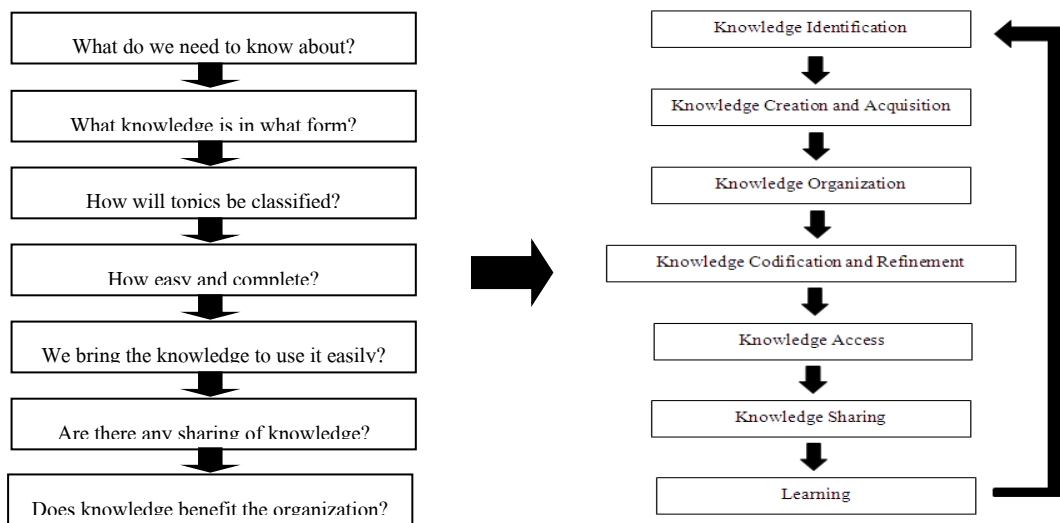 What do we need to know about?
What knowledge is in what form?
How will topics be classified?
How easy and complete?
We bring the knowledge to use it easily?
Are there any sharing of knowledge?
Does knowledge benefit the organization?
Knowledge Identification
Knowledge Creation and Acquisition
Knowledge Organization
Knowledge Codification and Refinement
Knowledge Access
Knowledge Sharing
Learning